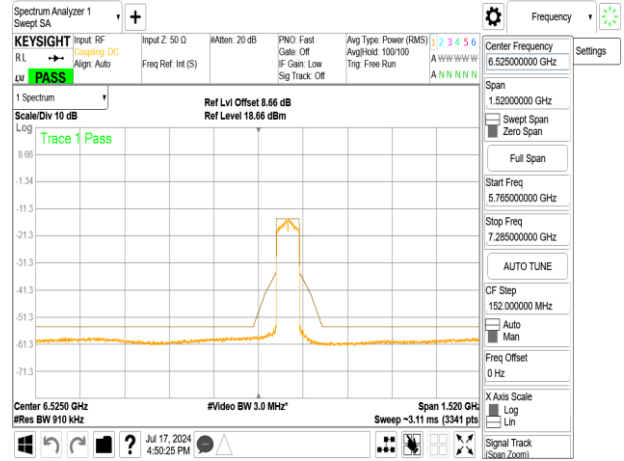 Spectrum Analyzer 1
Swept SA
+
Frequency
KEYSIGHT
RL
LW PASS
Input: RF
Coupling: DC
Align: Auto
Input Z: 50 Ω
Freq Ref: Int (S)
#Atten: 20 dB
PNO: Fast
Gate: Off
IF Gain: Low
Sig Track: Off
Avg Type: Power (RMS)
Avg|Hold: 100/100
Trig: Free Run
1 2 3 4 5 6
A W W W W W
A N N N N N
1 Spectrum
Scale/Div 10 dB
Ref Lvl Offset 8.66 dB
Ref Level 18.66 dBm
Log
Trace 1 Pass
8.66
-1.34
-11.3
-21.3
-31.3
-41.3
-51.3
-61.3
-71.3
Center 6.5250 GHz
#Res BW 910 kHz
#Video BW 3.0 MHz*
Span 1.520 GHz
Sweep ~3.11 ms (3341 pts
?
Jul 17, 2024
4:50:25 PM
Center Frequency
6.525000000 GHz
Settings
Span
1.52000000 GHz
Swept Span
Zero Span
Full Span
Start Freq
5.765000000 GHz
Stop Freq
7.285000000 GHz
AUTO TUNE
CF Step
152.000000 MHz
Auto
Man
Freq Offset
0 Hz
X Axis Scale
Log
Lin
Signal Track
(Span Zoom)